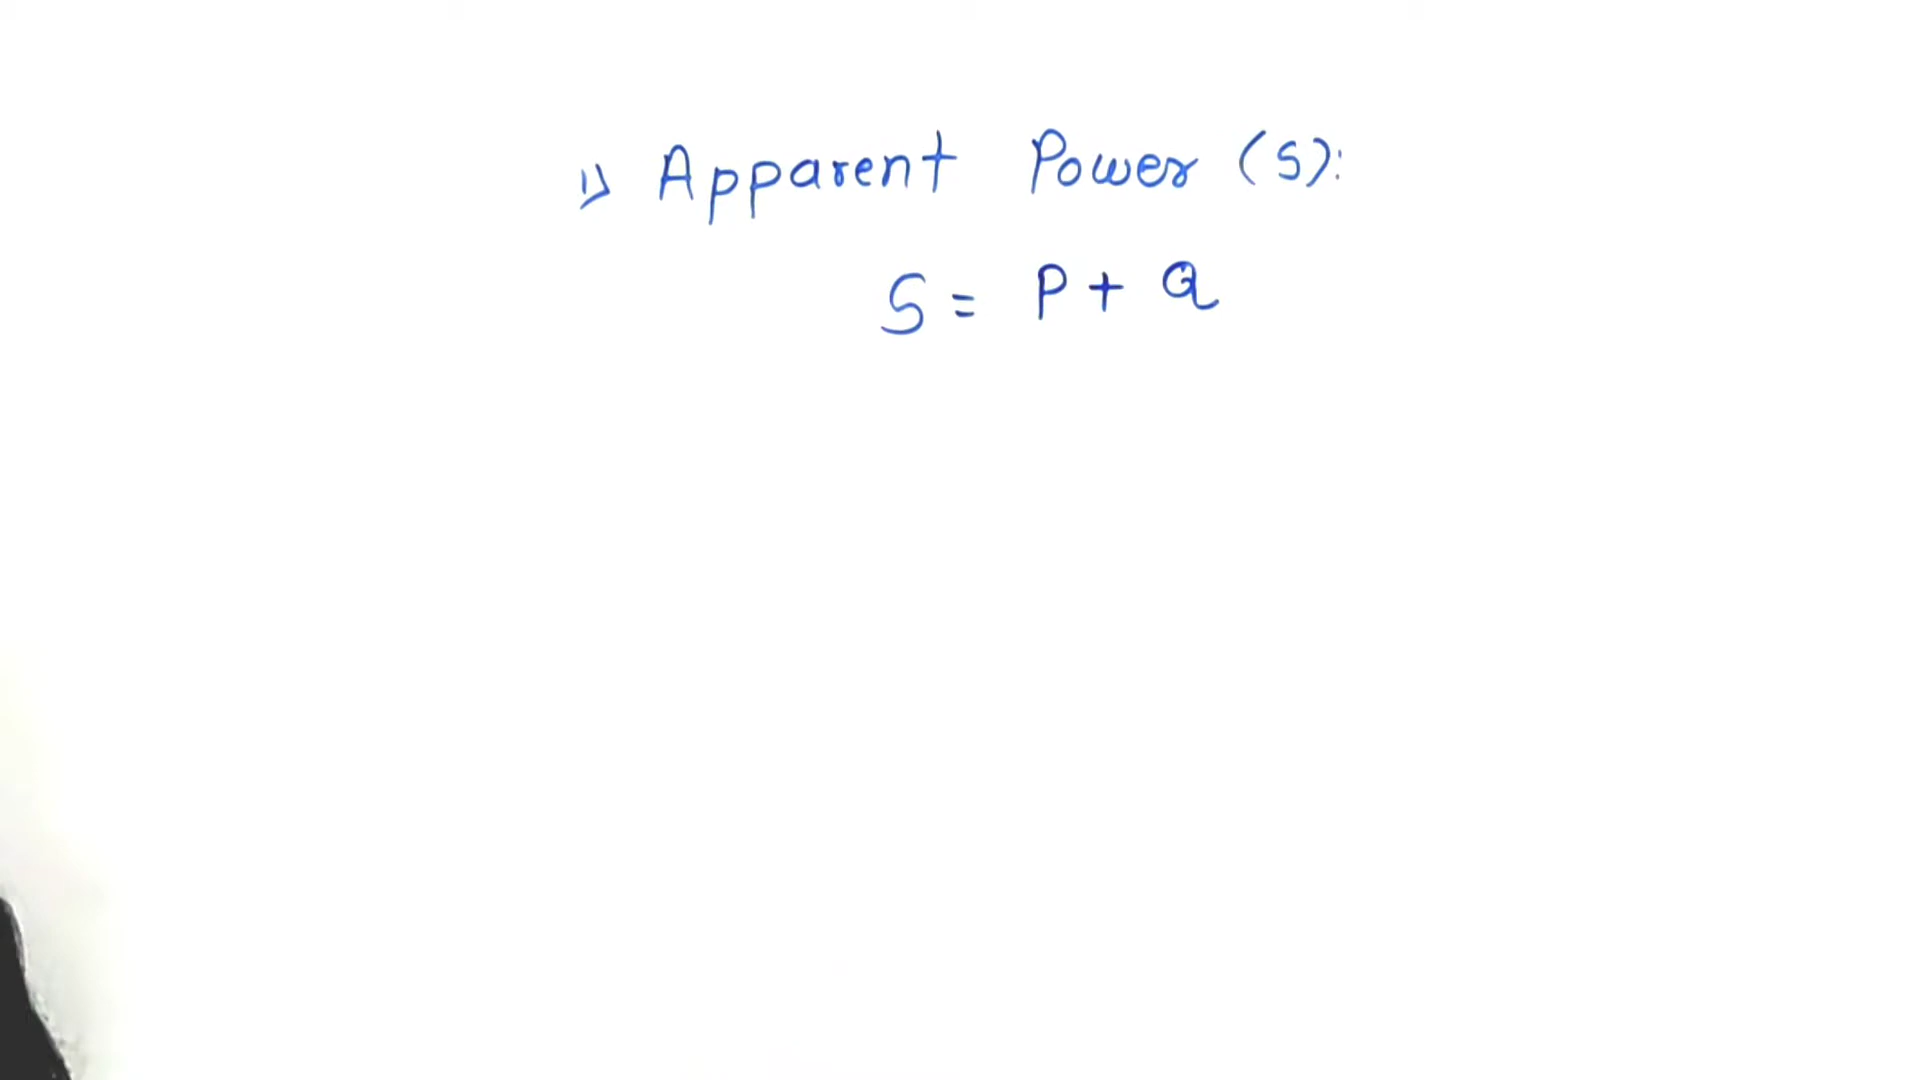 1) Apparent Power (S):
S = P + Q